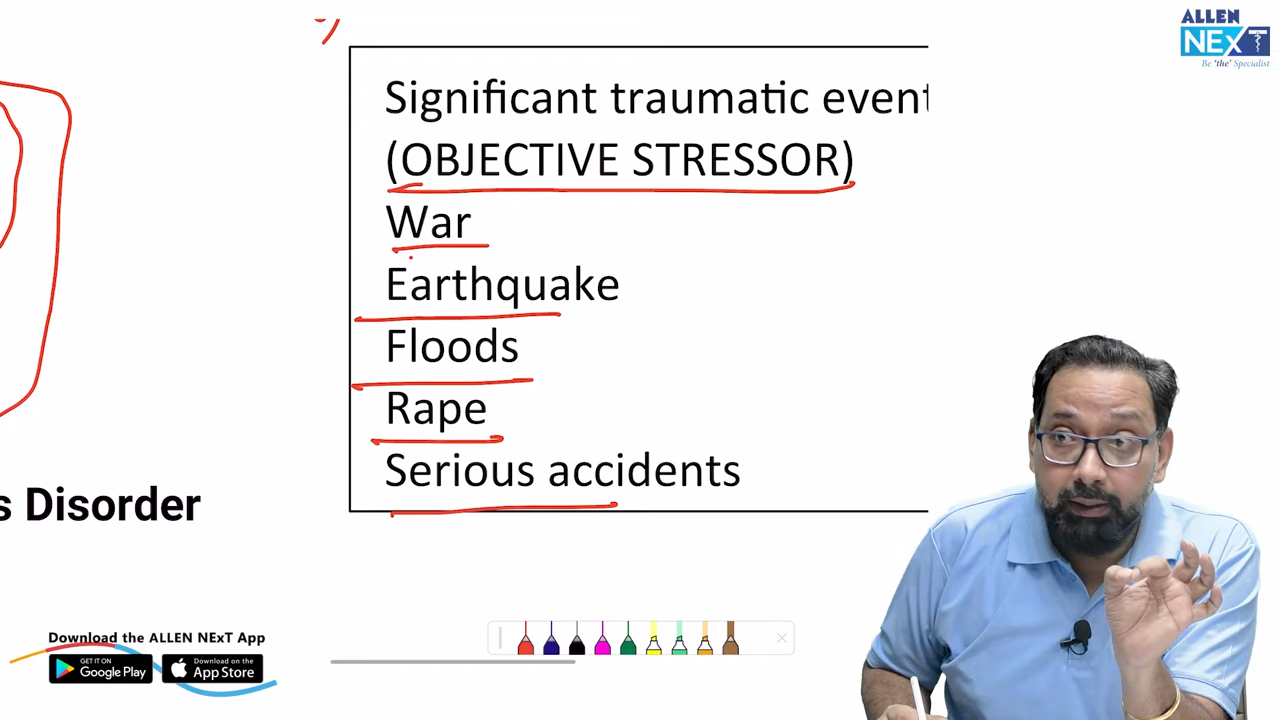 ALLEN
NExT
Be 'the' Specialist
Significant traumatic event
(OBJECTIVE STRESSOR)
War
Earthquake
Floods
Rape
Serious accidents
s Disorder
Download the ALLEN NExT App
GET IT ON
Google Play
Download on the
App Store